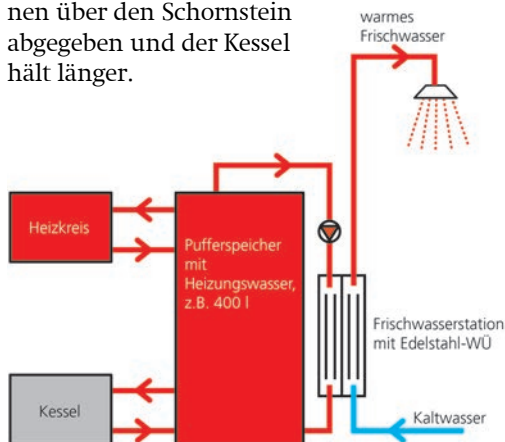 nen über den Schornstein
abgegeben und der Kessel
hält länger.
warmes
Frischwasser
Heizkreis
Pufferspeicher
mit
Heizungswasser,
z.B. 400 l
Frischwasserstation
mit Edelstahl-WÜ
Kessel
Kaltwasser